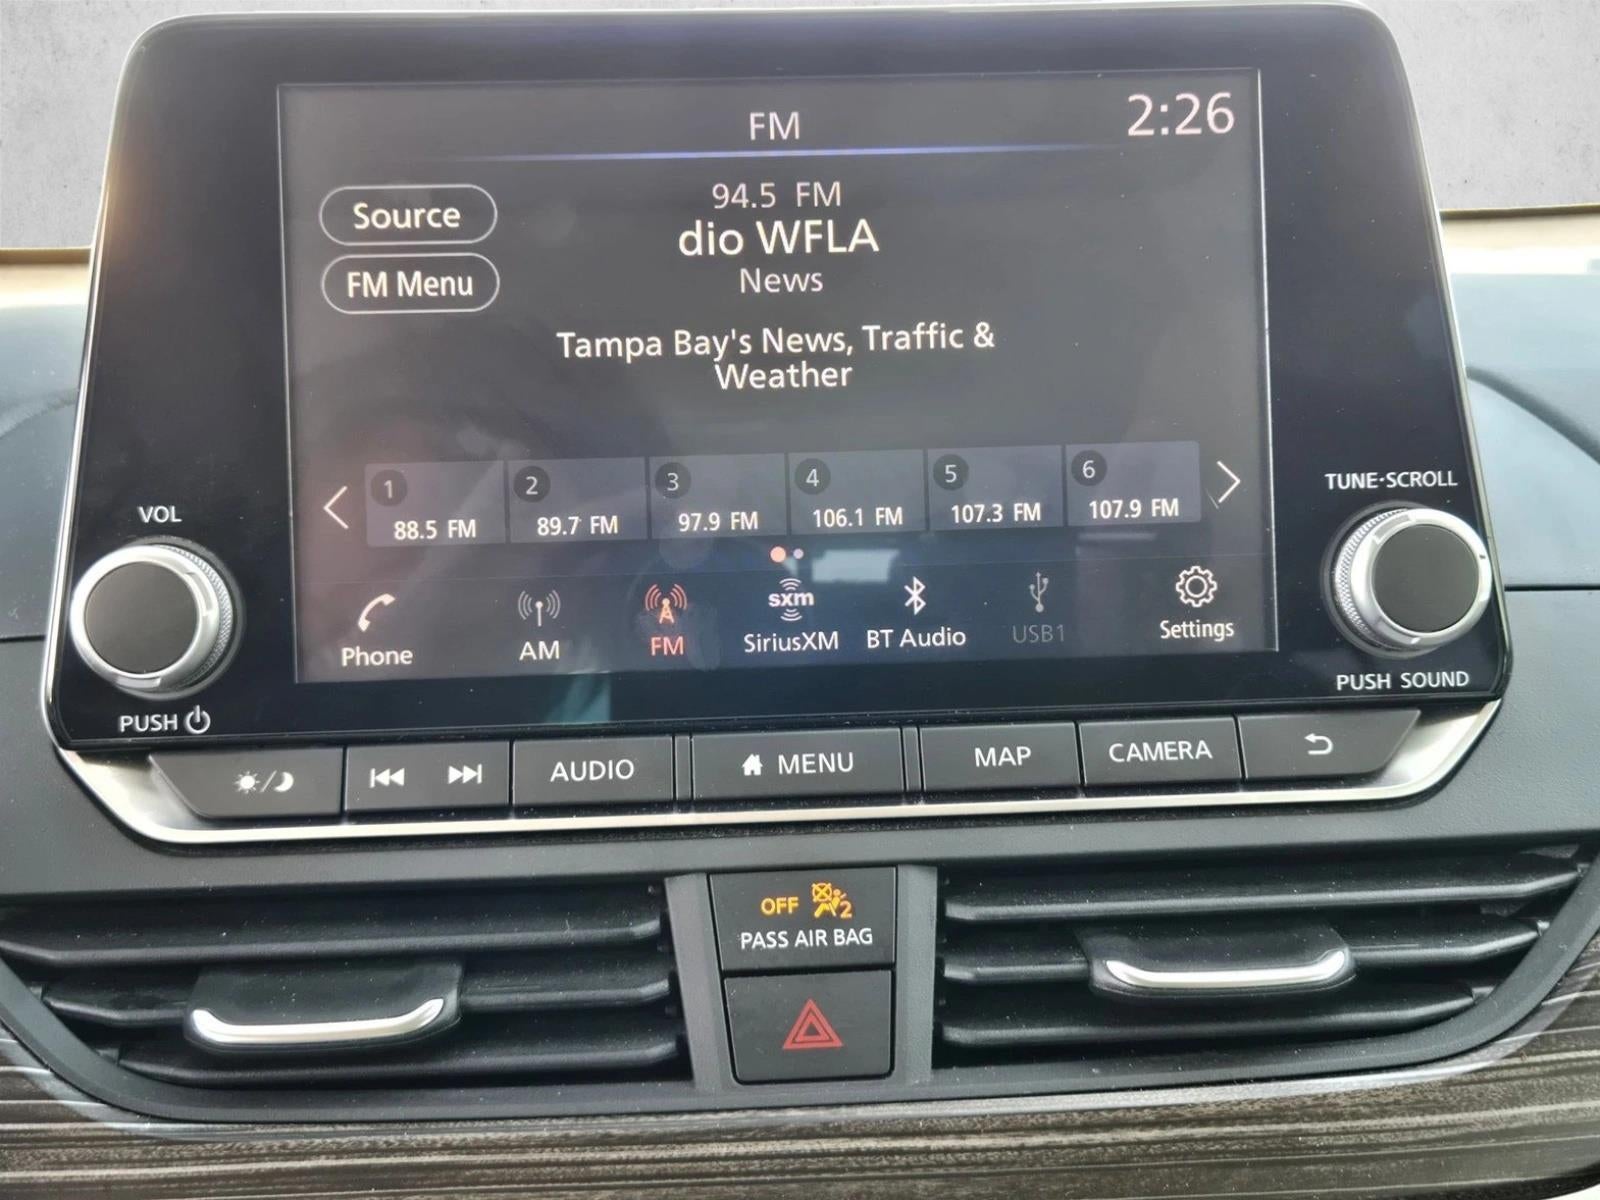 FM
2:26
Source
94.5 FM
dio WFLA
FM Menu
News
Tampa Bay's News, Traffic &
Weather
1
2
3
4
5
6
88.5 FM
89.7 FM
97.9 FM
106.1 FM
107.3 FM
107.9 FM
VOL
TUNE·SCROLL
Phone
AM
FM
sxm
SiriusXM
BT Audio
USB1
Settings
PUSH
PUSH SOUND
AUDIO
MENU
MAP
CAMERA
OFF 2
PASS AIR BAG